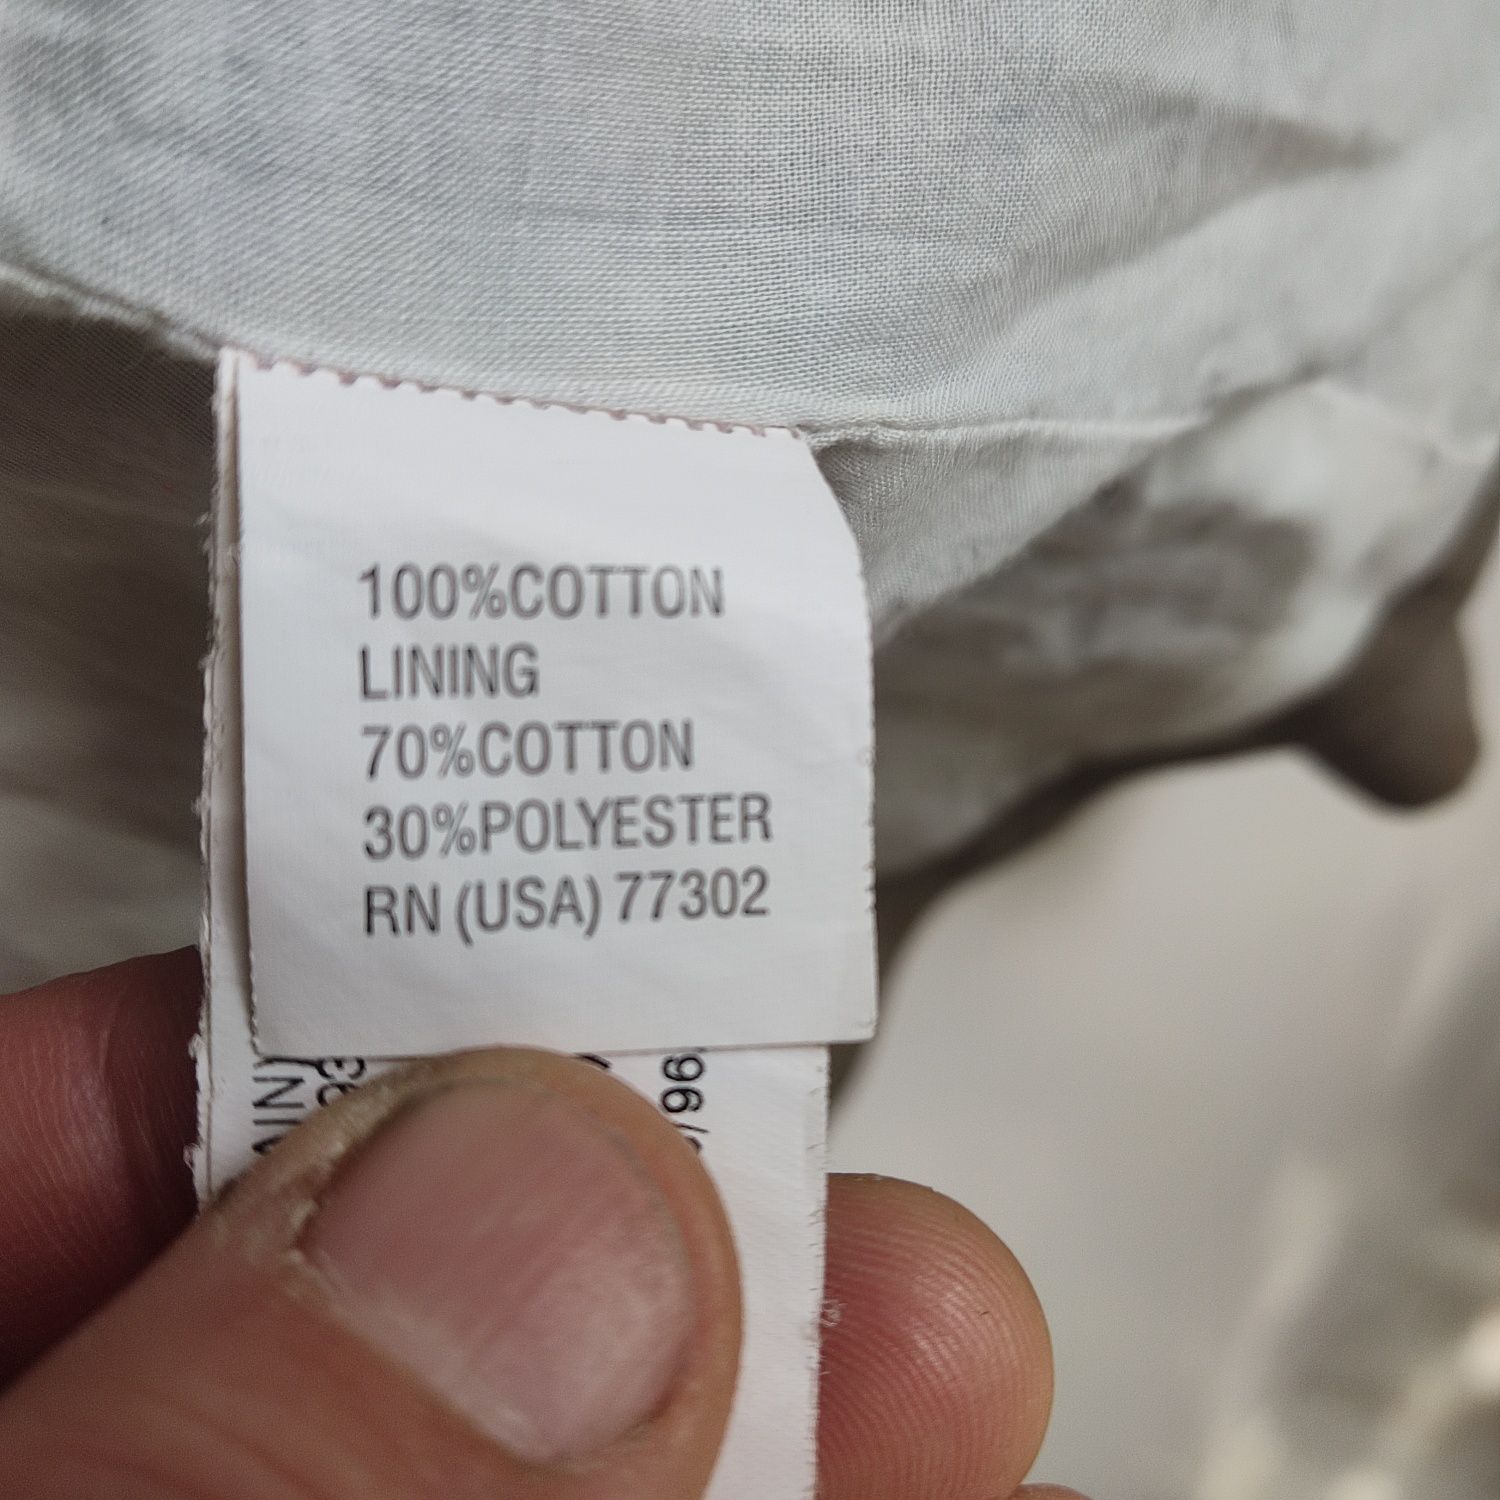 100%COTTON
LINING
70%COTTON
30%POLYESTER
RN (USA) 77302